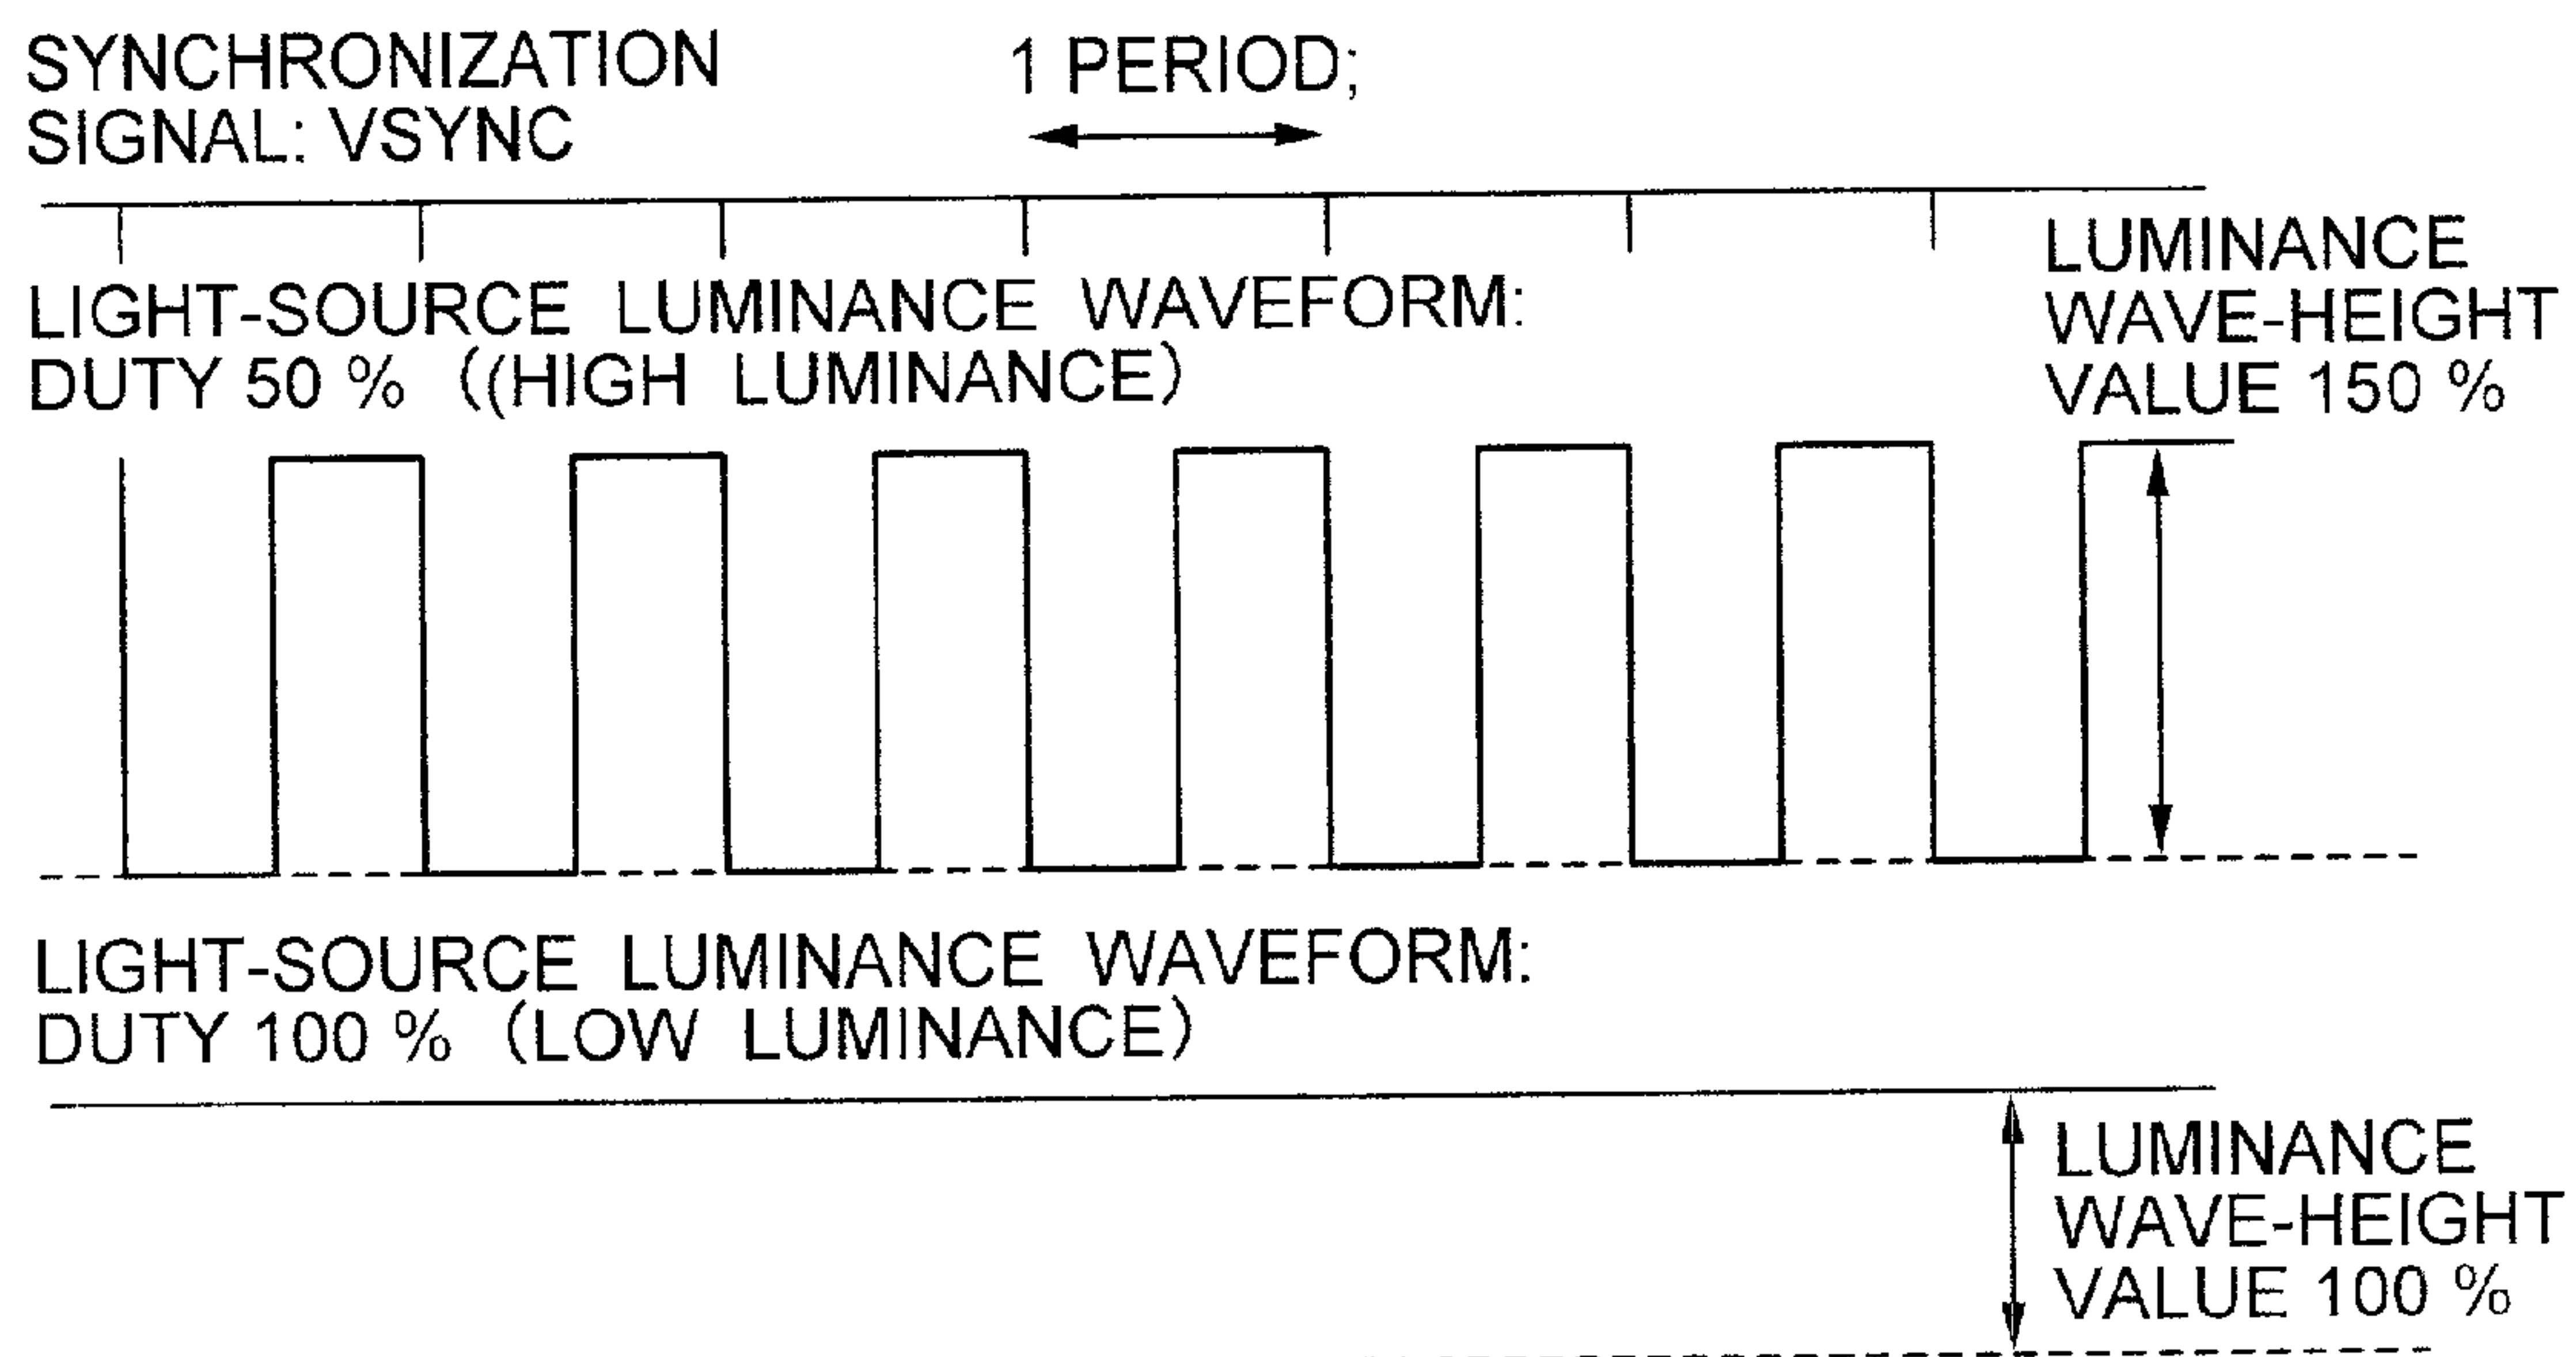 SYNCHRONIZATION
SIGNAL: VSYNC
1 PERIOD;
LIGHT-SOURCE LUMINANCE WAVEFORM:
DUTY 50 % ((HIGH LUMINANCE)
LUMINANCE
WAVE-HEIGHT
VALUE 150 %
LIGHT-SOURCE LUMINANCE WAVEFORM:
DUTY 100 % (LOW LUMINANCE)
LUMINANCE
WAVE-HEIGHT
VALUE 100 %